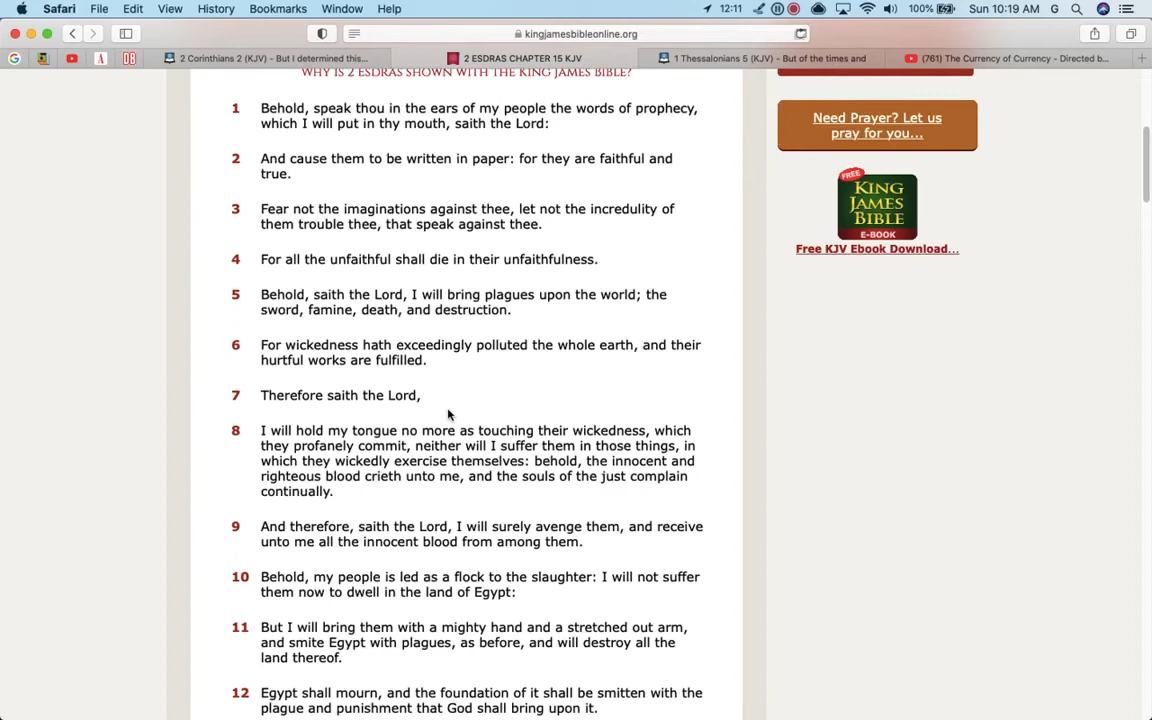 Safari File Edit View History Bookmarks Window Help 12:11 100% Sun 10:19 AM G
kingjamesbibleonline.org
G A DB 2 Corinthians 2 (KJV) - But I determined this... 2 ESDRAS CHAPTER 15 KJV 1 Thessalonians 5 (KJV) - But of the times and (761) The Currency of Currency - Directed b...
WHY IS 2 ESDRAS SHOWN WITH THE KING JAMES BIBLE?
1 Behold, speak thou in the ears of my people the words of prophecy,
which I will put in thy mouth, saith the Lord:
2 And cause them to be written in paper: for they are faithful and
true.
3 Fear not the imaginations against thee, let not the incredulity of
them trouble thee, that speak against thee.
4 For all the unfaithful shall die in their unfaithfulness.
5 Behold, saith the Lord, I will bring plagues upon the world; the
sword, famine, death, and destruction.
6 For wickedness hath exceedingly polluted the whole earth, and their
hurtful works are fulfilled.
7 Therefore saith the Lord,
8 I will hold my tongue no more as touching their wickedness, which
they profanely commit, neither will I suffer them in those things, in
which they wickedly exercise themselves: behold, the innocent and
righteous blood crieth unto me, and the souls of the just complain
continually.
9 And therefore, saith the Lord, I will surely avenge them, and receive
unto me all the innocent blood from among them.
10 Behold, my people is led as a flock to the slaughter: I will not suffer
them now to dwell in the land of Egypt:
11 But I will bring them with a mighty hand and a stretched out arm,
and smite Egypt with plagues, as before, and will destroy all the
land thereof.
12 Egypt shall mourn, and the foundation of it shall be smitten with the
plague and punishment that God shall bring upon it.
Need Prayer? Let us
pray for you...
FREE
KING
JAMES
BIBLE
E-BOOK
Free KJV Ebook Download...